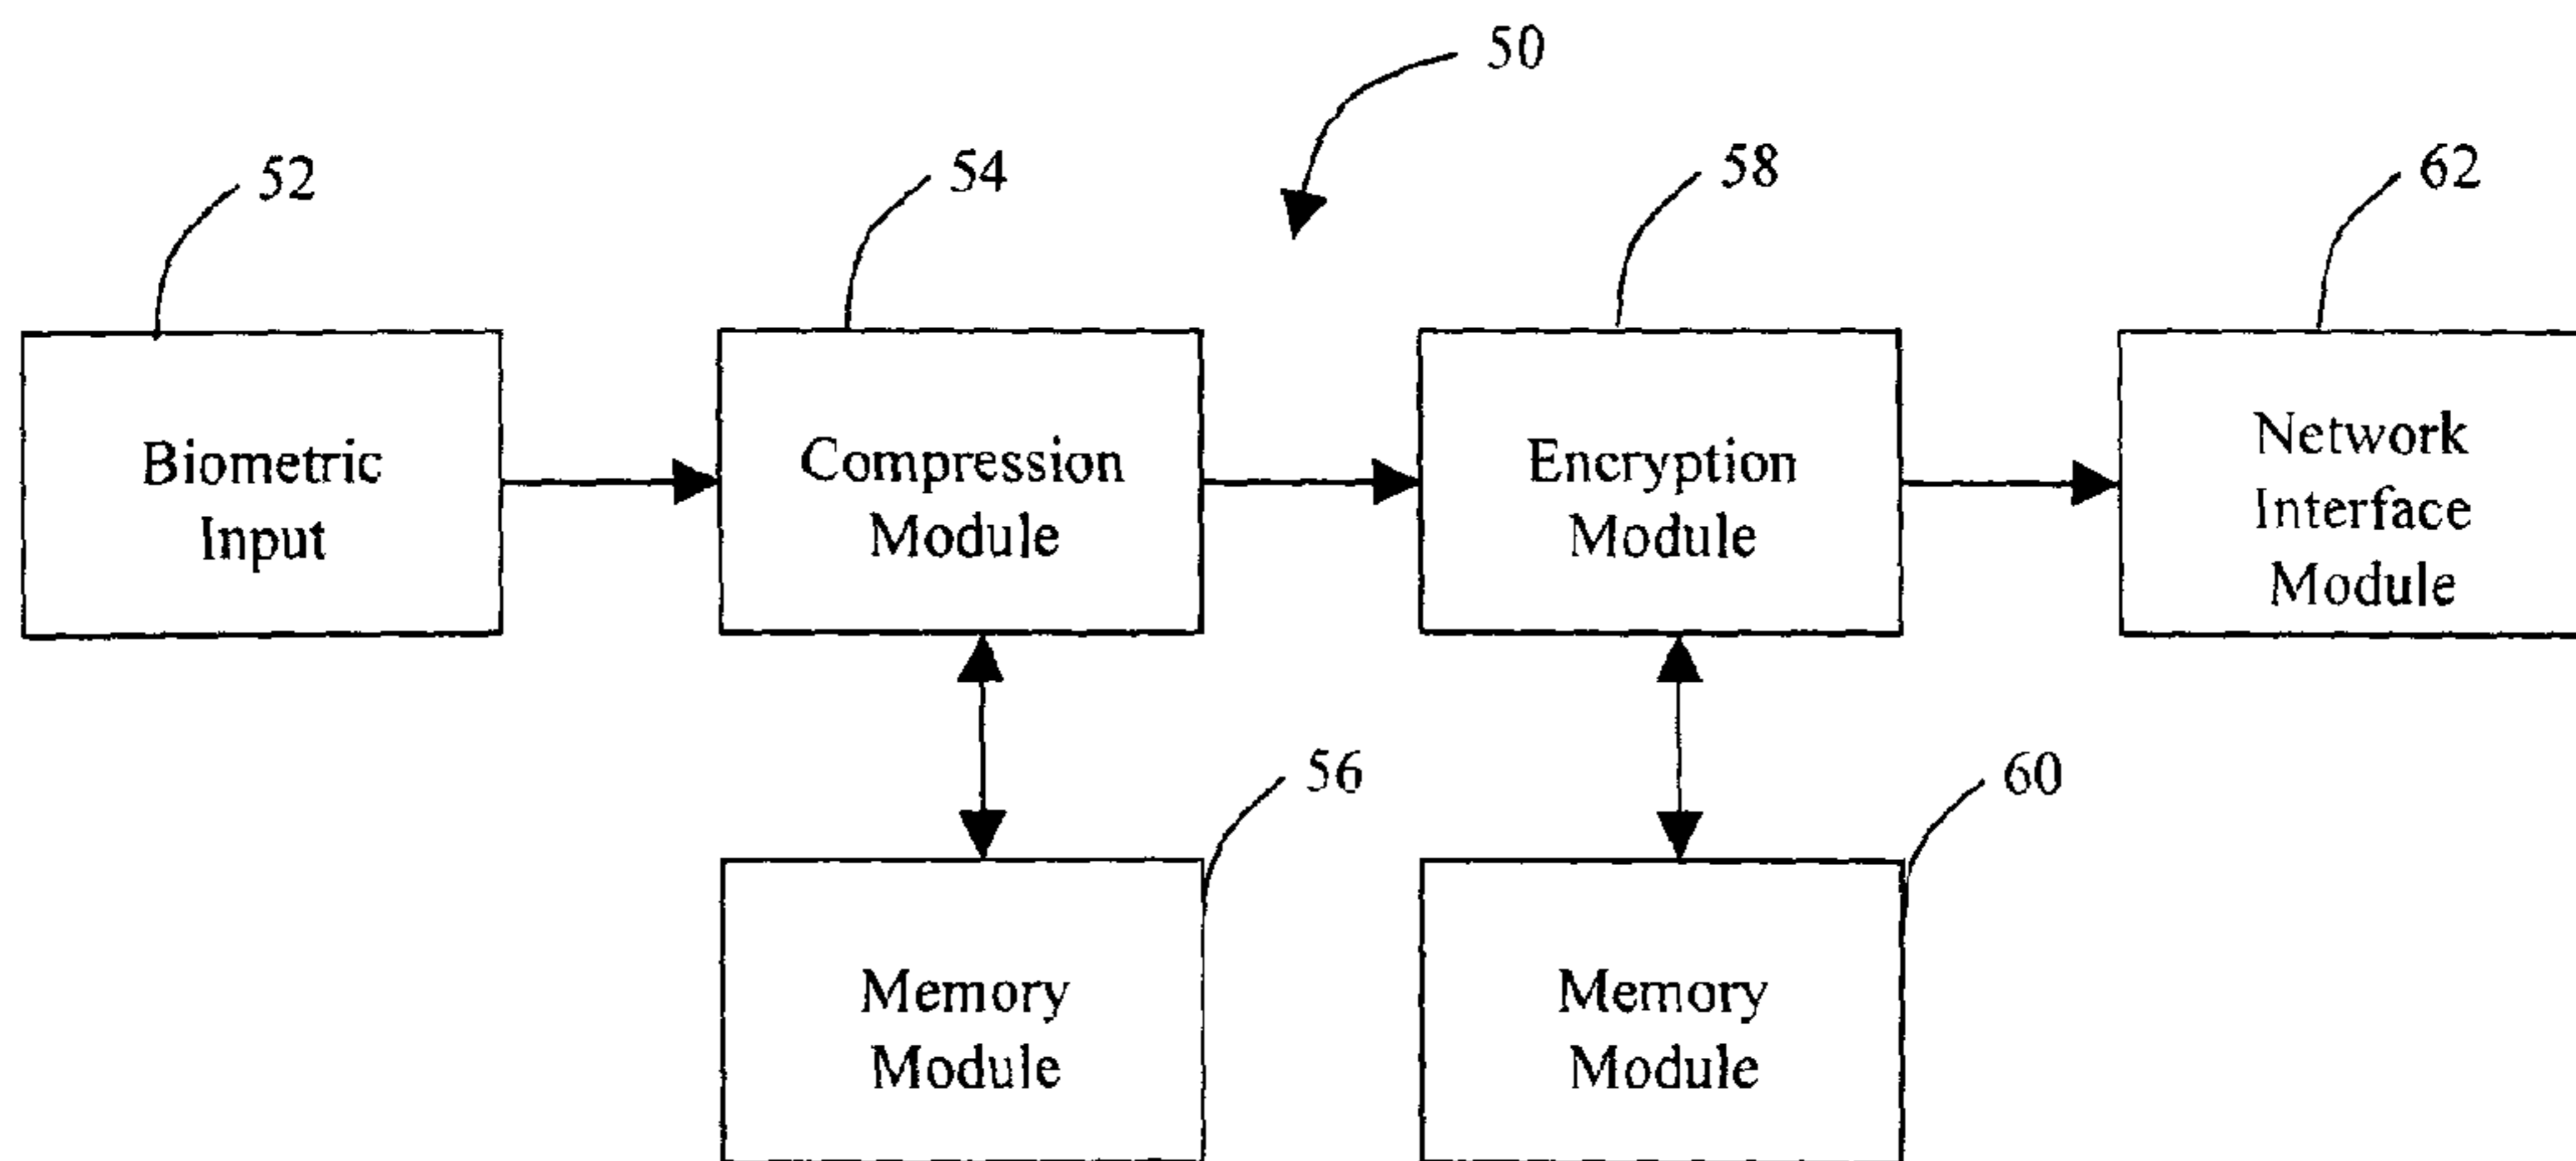 50
52
54
58
62
Biometric
Input
Compression
Module
Encryption
Module
Network
Interface
Module
56
60
Memory
Module
Memory
Module